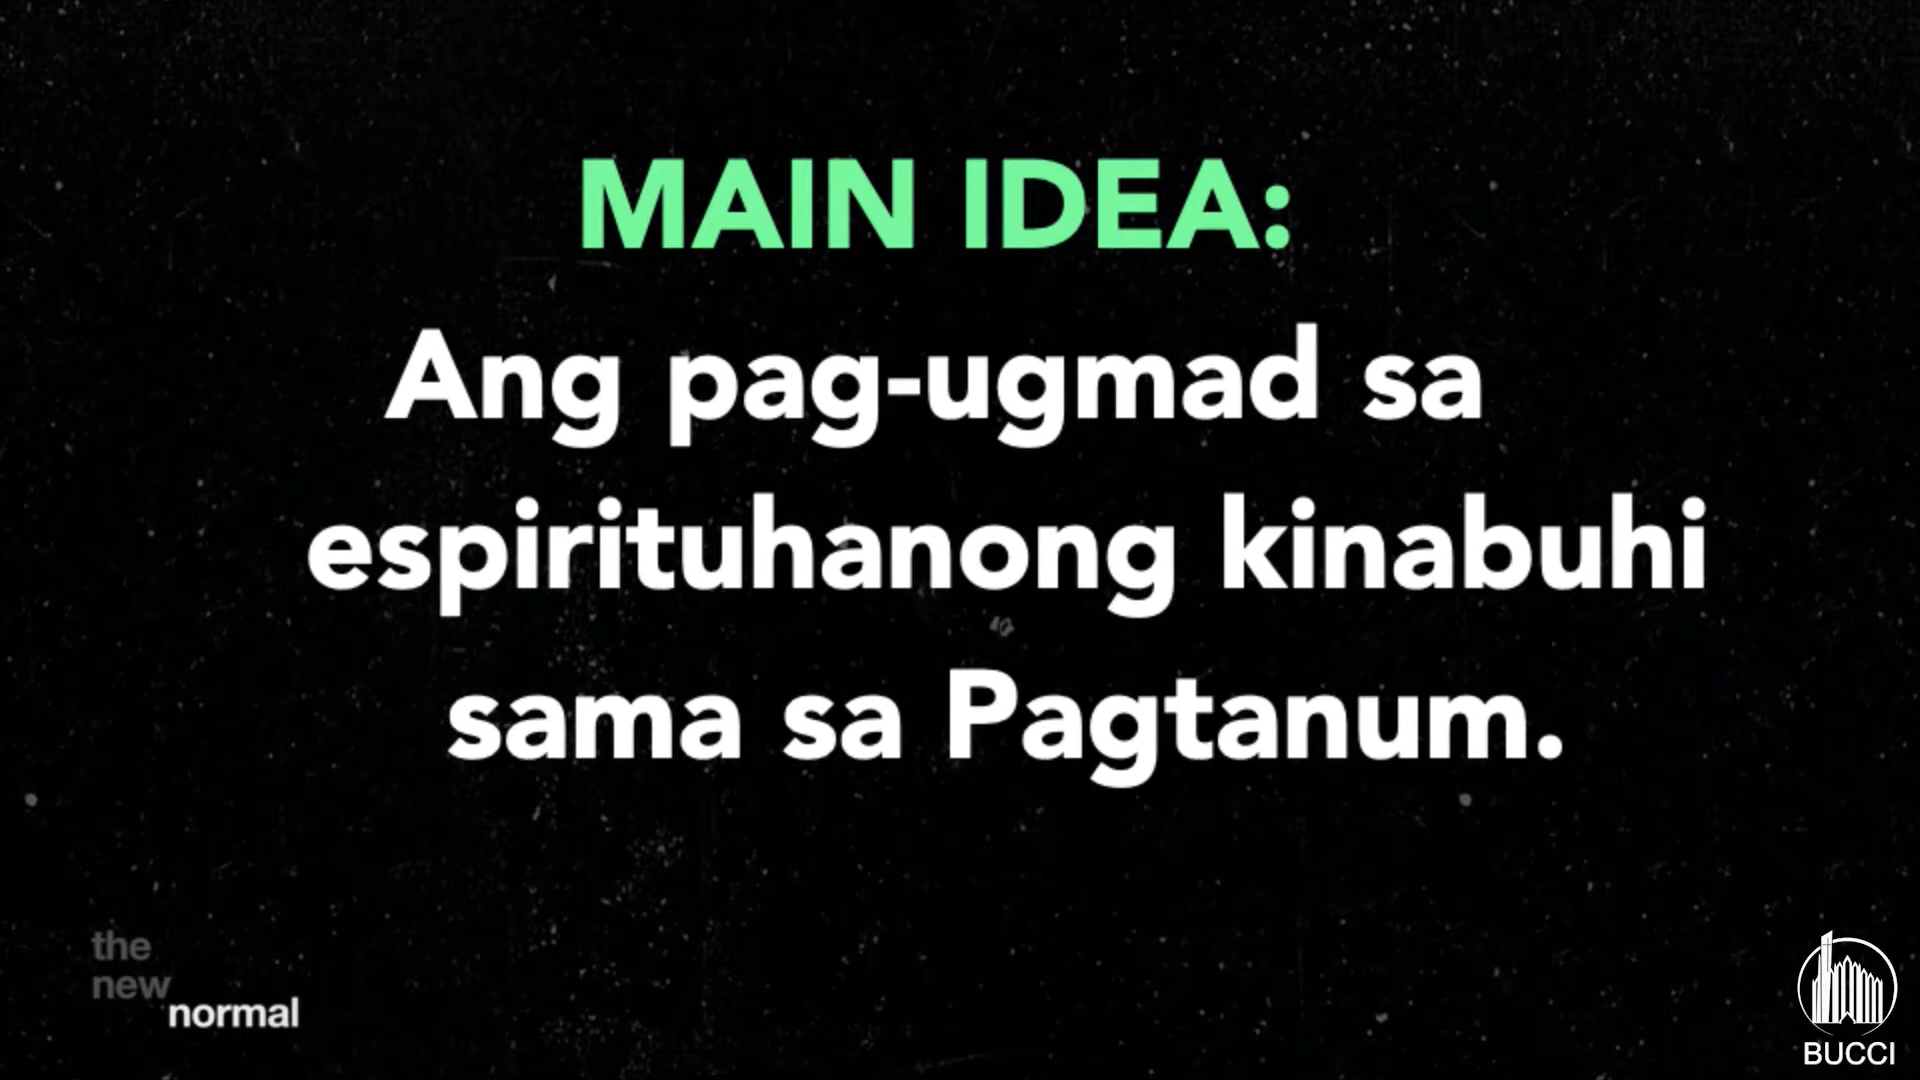 MAIN IDEA:
Ang pag-ugmad sa
espirituhanong kinabuhi
sama sa Pagtanum.
the
new
normal
BUCCI